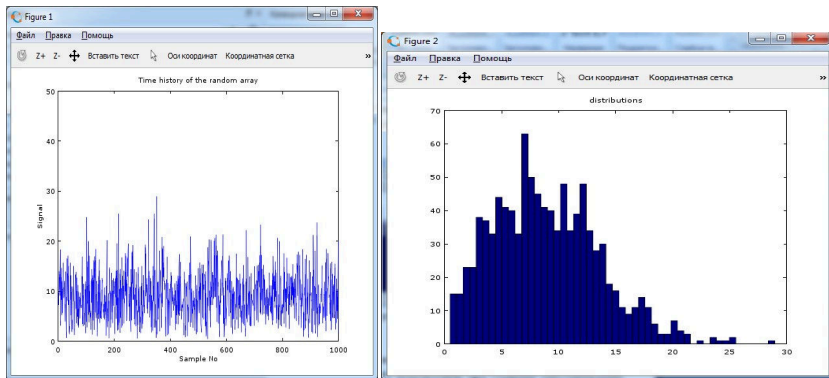 Figure 1
Файл Правка Помощь
Z+ Z- Вставить текст Оси координат Координатная сетка »
Time history of the random array
50
40
30
20
10
0
Signal
0 200 400 600 800 1000
Sample No
Figure 2
Файл Правка Помощь
Z+ Z- Вставить текст Оси координат Координатная сетка »
distributions
70
60
50
40
30
20
10
0
0 5 10 15 20 25 30